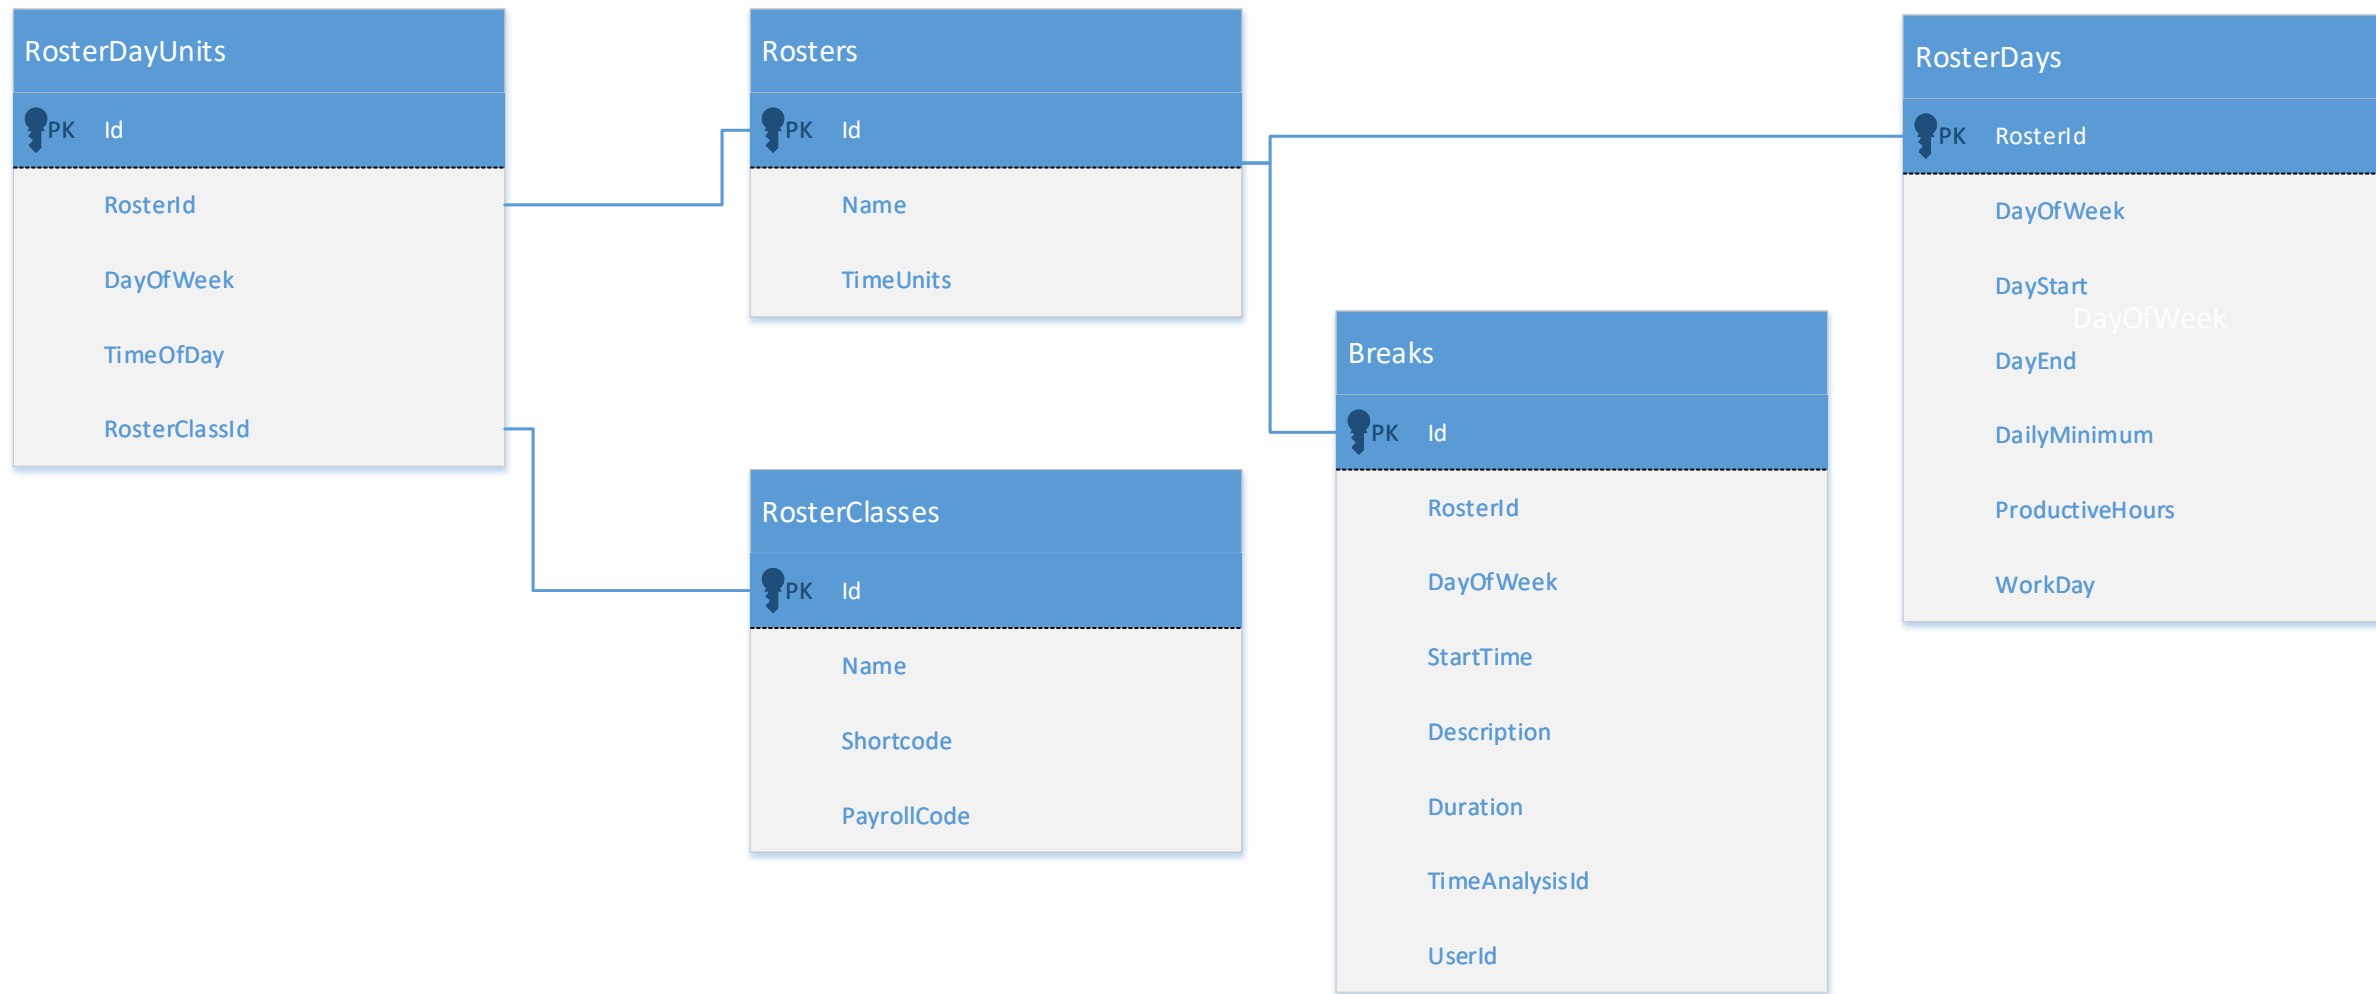 RosterDayUnits
PK Id
RosterId
DayOfWeek
TimeOfDay
RosterClassId
Rosters
PK Id
Name
TimeUnits
RosterClasses
PK Id
Name
Shortcode
PayrollCode
Breaks
PK Id
RosterId
DayOfWeek
StartTime
Description
Duration
TimeAnalysisId
UserId
RosterDays
PK RosterId
DayOfWeek
DayStart
DayOfWeek
DayEnd
DailyMinimum
ProductiveHours
WorkDay